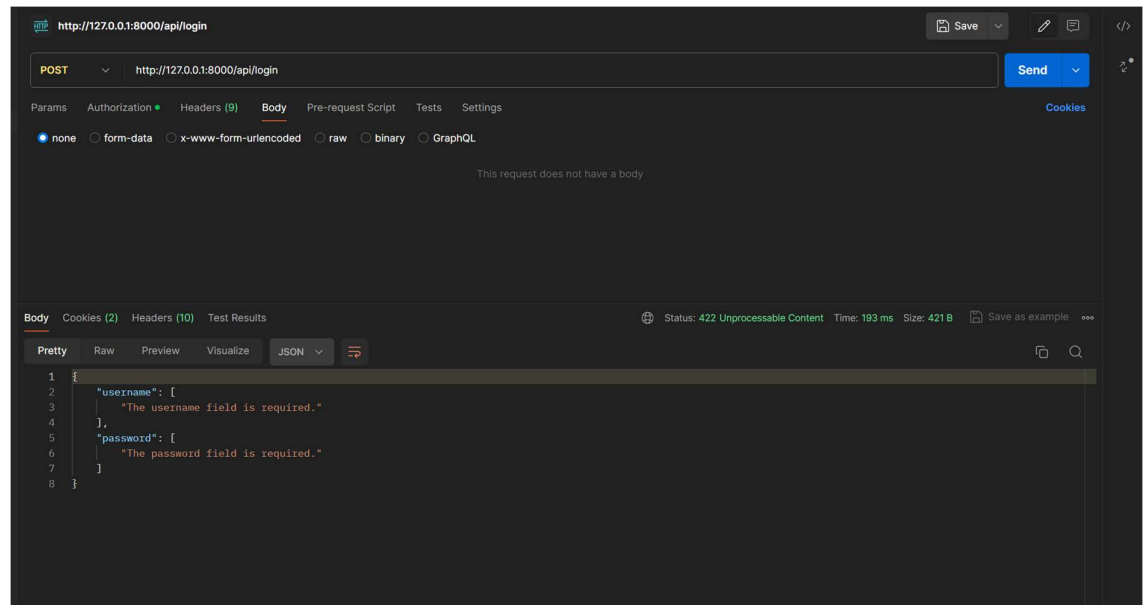 HTTP http://127.0.0.1:8000/api/login
Save
</>
POST http://127.0.0.1:8000/api/login
Send
Params Authorization Headers (9) Body Pre-request Script Tests Settings Cookies
none form-data x-www-form-urlencoded raw binary GraphQL
This request does not have a body
Body Cookies (2) Headers (10) Test Results Status: 422 Unprocessable Content Time: 193 ms Size: 421 B Save as example
Pretty Raw Preview Visualize JSON
1 {
2 "username": [
3 "The username field is required."
4 ],
5 "password": [
6 "The password field is required."
7 ]
8 }